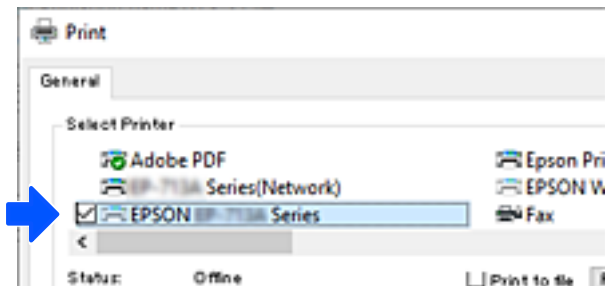 Print
General
Select Printer
Adobe PDF
Epson Pri
Series(Network)
EPSON W
EPSON Series
Fax
Status: Offline
Print to file